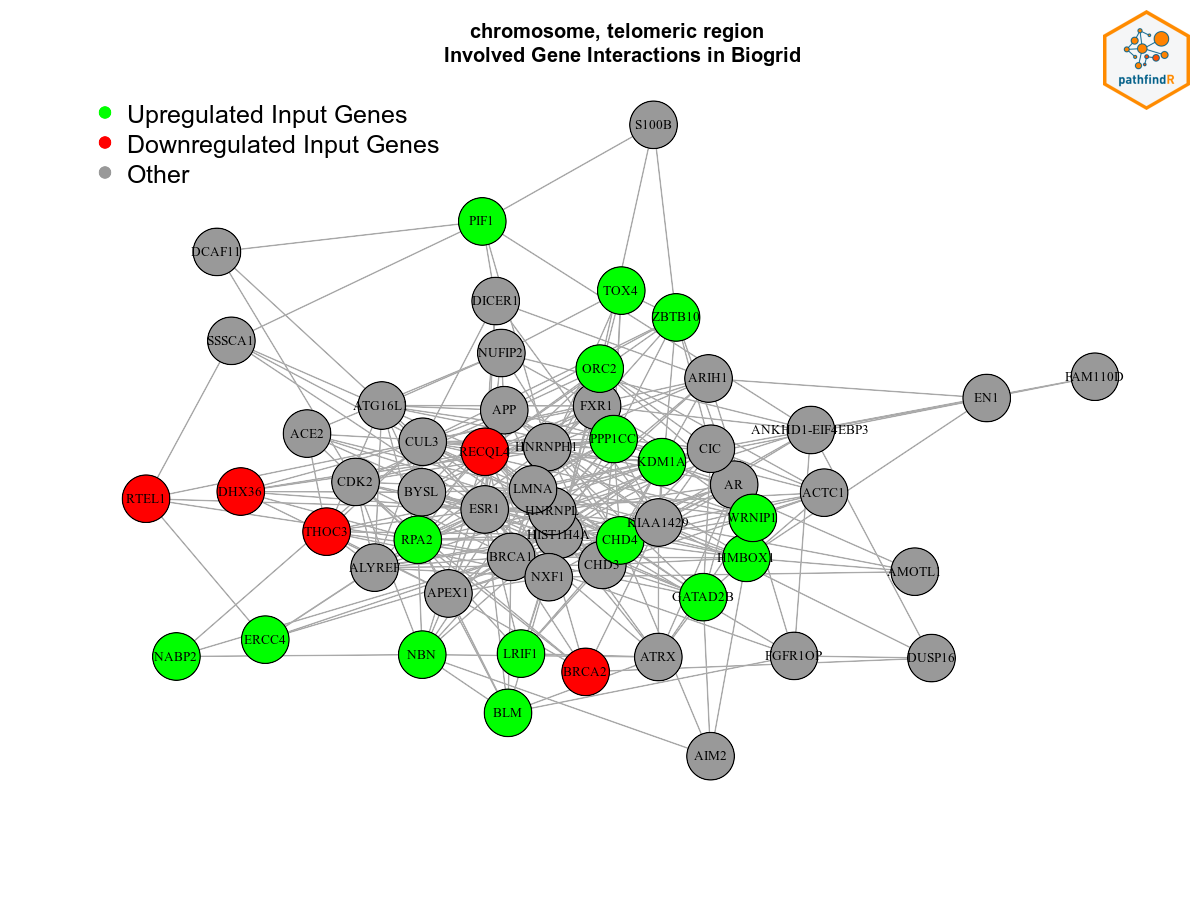 chromosome, telomeric region
Involved Gene Interactions in Biogrid
pathfindR
Upregulated Input Genes
Downregulated Input Genes
Other
S100B
PIF1
DCAF11
TOX4
DICER1
ZBTB10
SSSCA1
NUFIP2
ORC2
ARIH1
FAM110D
EN1
ATG16L
APP
FXR1
ACE2
CUL3
PPP1CC
ANKHD1-EIF4EBP3
HNRNPH1
CIC
RECQL4
KDM1A
CDK2
BYSL
LMNA
AR
ACTC1
DHX36
RTEL1
ESR1
HNRNPL
KIAA1429
WRNIP1
THOC3
RPA2
HIST1H4A
CHD4
BRCA1
HMBOX1
ALYREF
CHD3
AMOTL
NXF1
APEX1
GATAD2B
ERCC4
NABP2
NBN
LRIF1
ATRX
FGFR1OP
DUSP16
BRCA2
BLM
AIM2